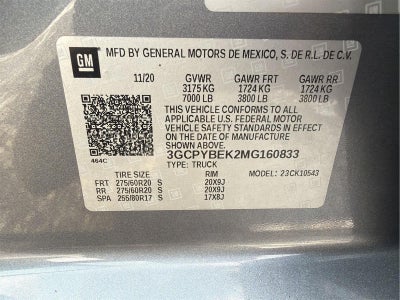 GM
MFD BY GENERAL MOTORS DE MEXICO, S. DE R.L. DE C.V.
11/20 GVWR GAWR FRT GAWR RR
3175 KG 1724 KG 1724 KG
7000 LB 3800 LB 3800 LB
THIS VEHICLE CONFORMS TO ALL
APPLICABLE U.S. FEDERAL MOTOR
VEHICLE SAFETY STANDARDS IN EFFECT
ON THE DATE OF MANUFACTURE
SHOWN ABOVE.
464C 3GCPYBEK2MG160833
TYPE: TRUCK MODEL: 23CK10543
TIRE SIZE RIM
FRT 275/60R20 S 20X9J
RR 275/60R20 S 20X9J
SPA 255/80R17 S 17X8J